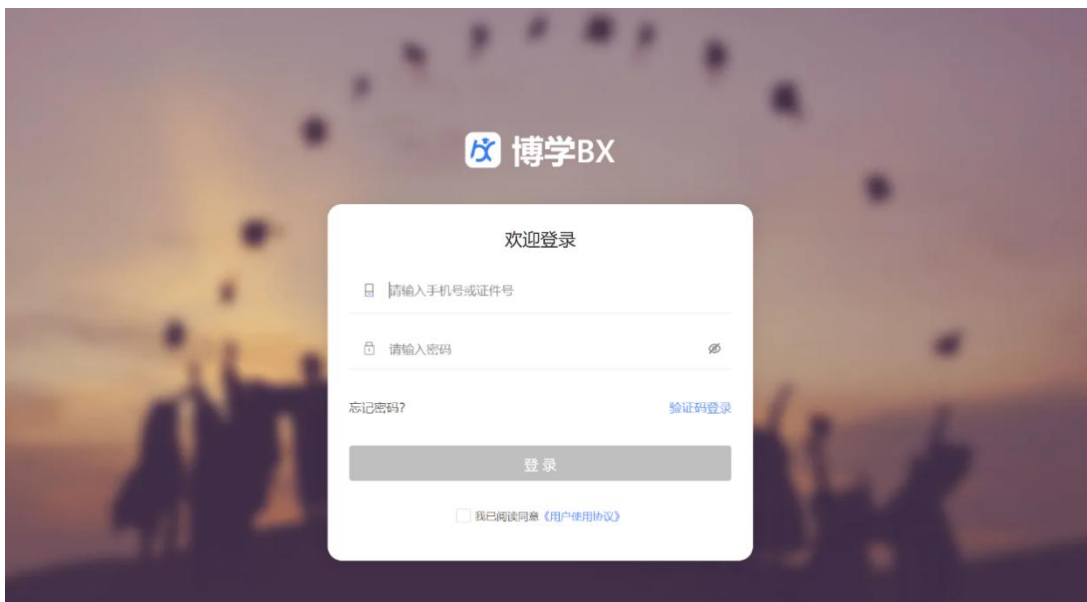 博学BX
欢迎登录
请输入手机号或证件号
请输入密码
忘记密码?
验证码登录
登录
我已阅读同意《用户使用协议》